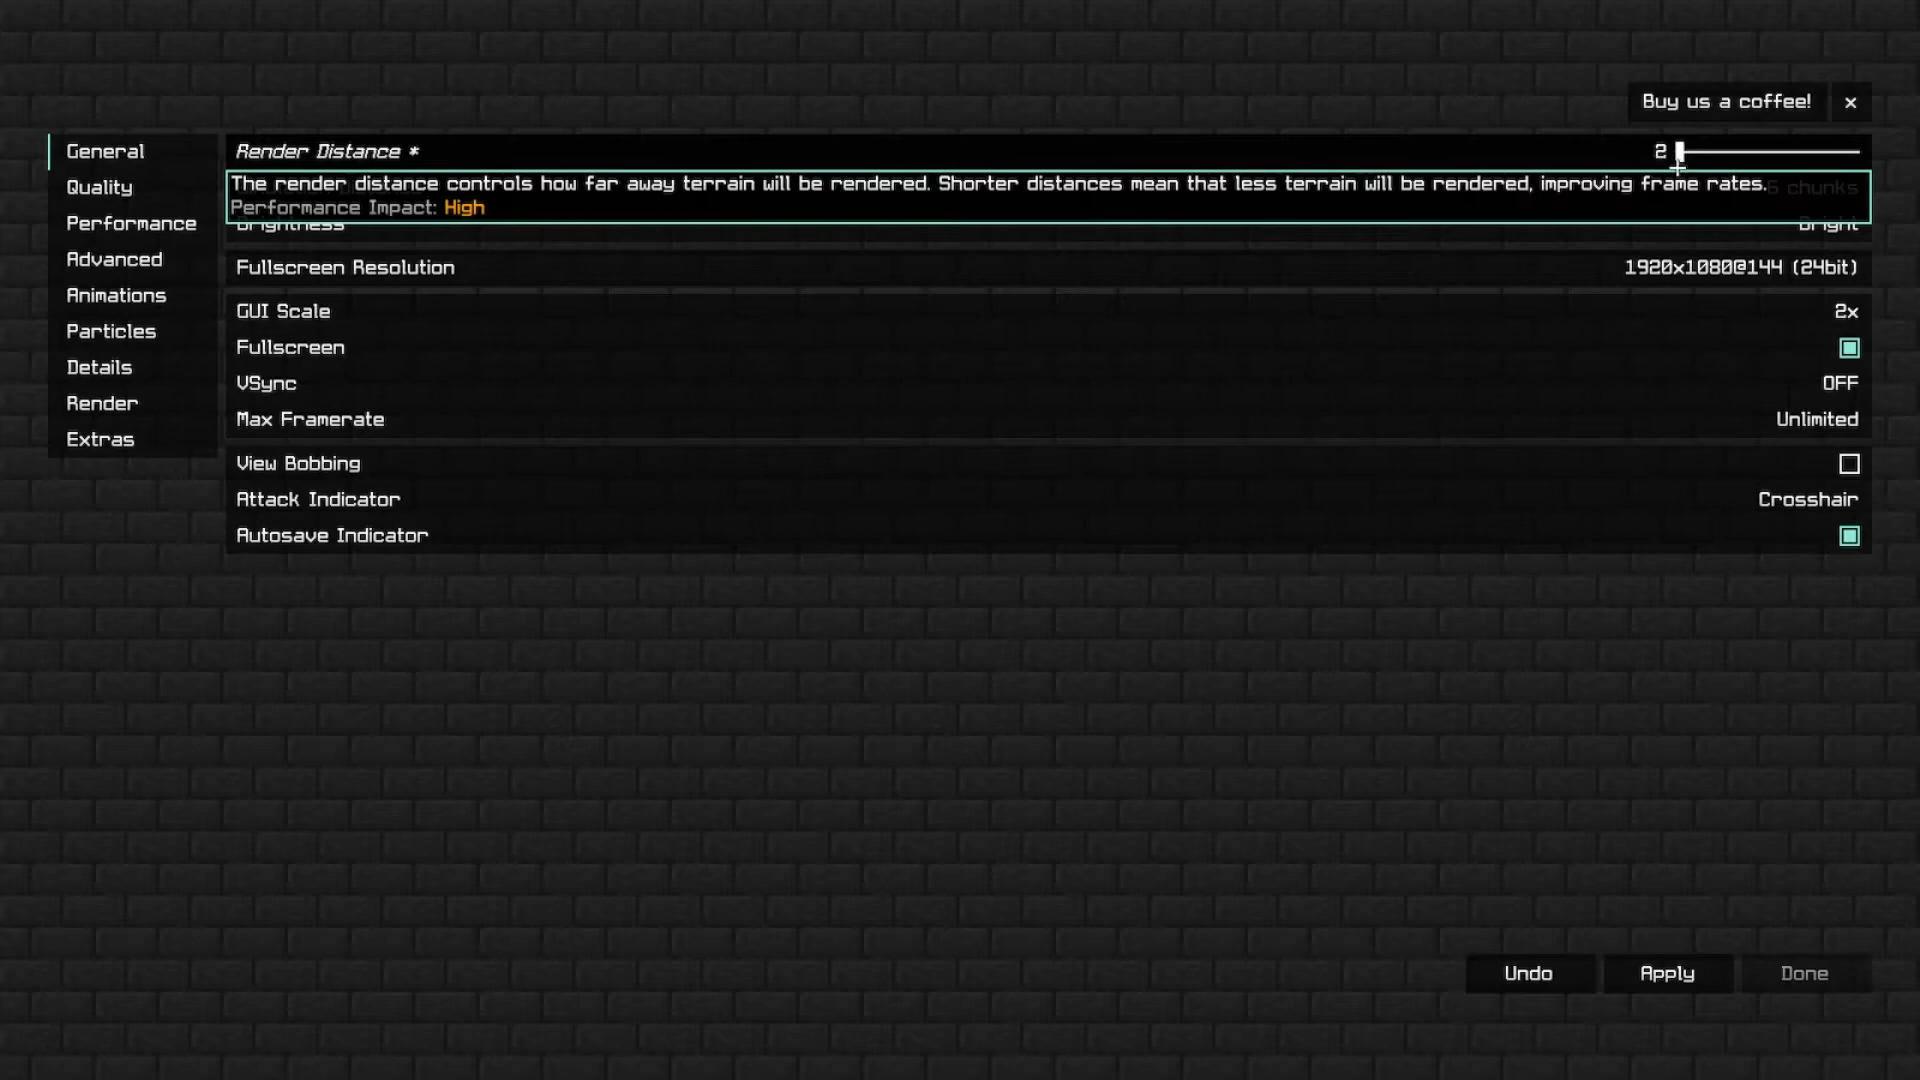 Buy us a coffee! ×
General
Quality
Performance
Advanced
Animations
Particles
Details
Render
Extras
Render Distance * 2
The render distance controls how far away terrain will be rendered. Shorter distances mean that less terrain will be rendered, improving frame rates.
chunks
Performance Impact: High
Brightness Bright
Fullscreen Resolution 1920x1080@144 (24bit)
GUI Scale 2x
Fullscreen
VSync OFF
Max Framerate Unlimited
View Bobbing
Attack Indicator Crosshair
Autosave Indicator
Undo Apply Done